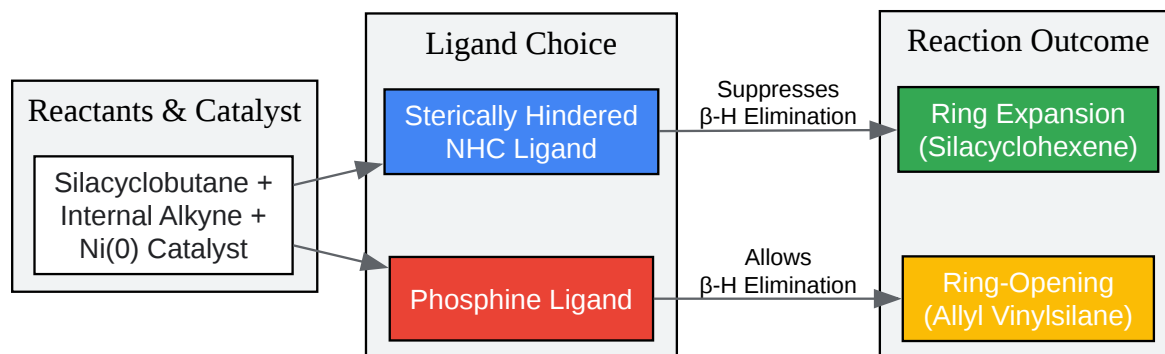 Reactants & Catalyst
Silacyclobutane +
Internal Alkyne +
Ni(0) Catalyst
Ligand Choice
Sterically Hindered
NHC Ligand
Phosphine Ligand
Suppresses
β-H Elimination
Allows
β-H Elimination
Reaction Outcome
Ring Expansion
(Silacyclohexene)
Ring-Opening
(Allyl Vinylsilane)